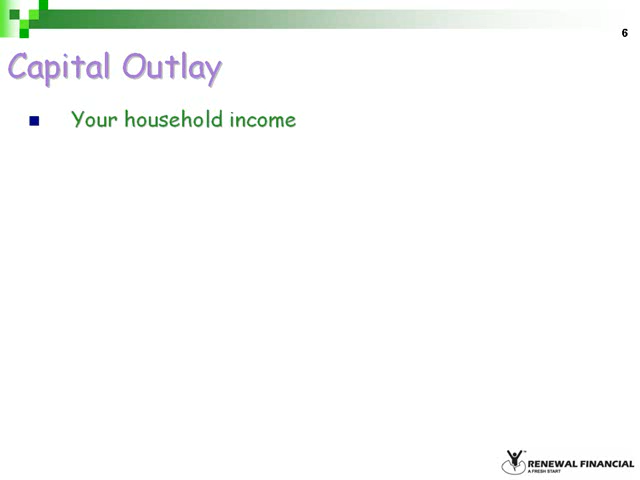 6
Capital Outlay
Your household income
RENEWAL FINANCIAL
A FRESH START